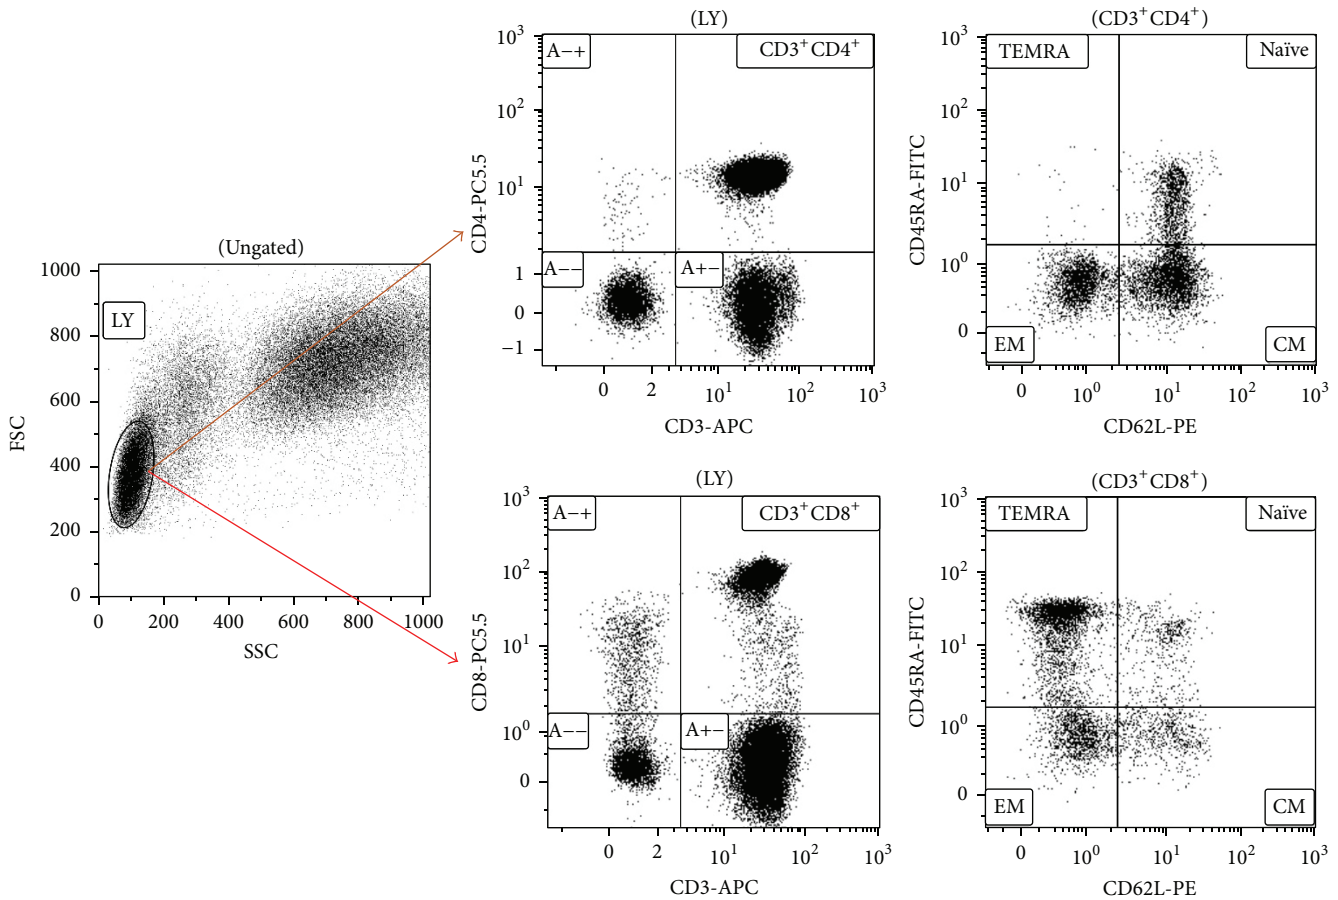 (Ungated)
1000
800
600
400
200
0
FSC
LY
0 200 400 600 800 1000
SSC
(LY)
10³
10²
10¹
1
0
−1
CD4-PC5.5
A−+
CD3⁺CD4⁺
A−−
A+−
0 2 10¹ 10² 10³
CD3-APC
(CD3⁺CD4⁺)
10³
10²
10¹
10⁰
0
CD45RA-FITC
TEMRA
Naïve
EM
CM
0 10⁰ 10¹ 10² 10³
CD62L-PE
(LY)
10³
10²
10¹
10⁰
0
CD8-PC5.5
A−+
CD3⁺CD8⁺
A−−
A+−
0 2 10¹ 10² 10³
CD3-APC
(CD3⁺CD8⁺)
10³
10²
10¹
10⁰
0
CD45RA-FITC
TEMRA
Naïve
EM
CM
0 10⁰ 10¹ 10² 10³
CD62L-PE